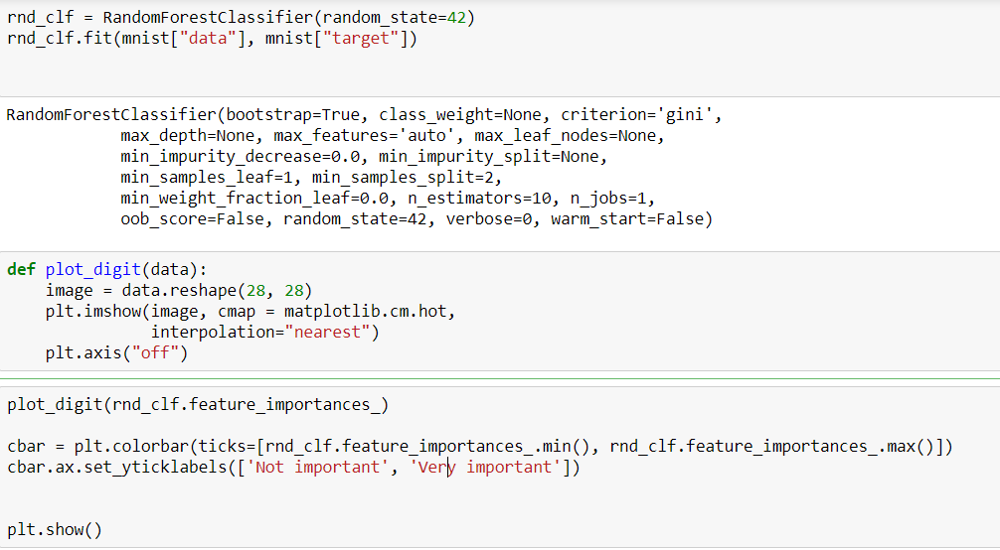 rnd_clf = RandomForestClassifier(random_state=42)
rnd_clf.fit(mnist["data"], mnist["target"])
RandomForestClassifier(bootstrap=True, class_weight=None, criterion='gini',
            max_depth=None, max_features='auto', max_leaf_nodes=None,
            min_impurity_decrease=0.0, min_impurity_split=None,
            min_samples_leaf=1, min_samples_split=2,
            min_weight_fraction_leaf=0.0, n_estimators=10, n_jobs=1,
            oob_score=False, random_state=42, verbose=0, warm_start=False)
def plot_digit(data):
    image = data.reshape(28, 28)
    plt.imshow(image, cmap = matplotlib.cm.hot,
               interpolation="nearest")
    plt.axis("off")
plot_digit(rnd_clf.feature_importances_)
cbar = plt.colorbar(ticks=[rnd_clf.feature_importances_.min(), rnd_clf.feature_importances_.max()])
cbar.ax.set_yticklabels(['Not important', 'Very important'])
plt.show()